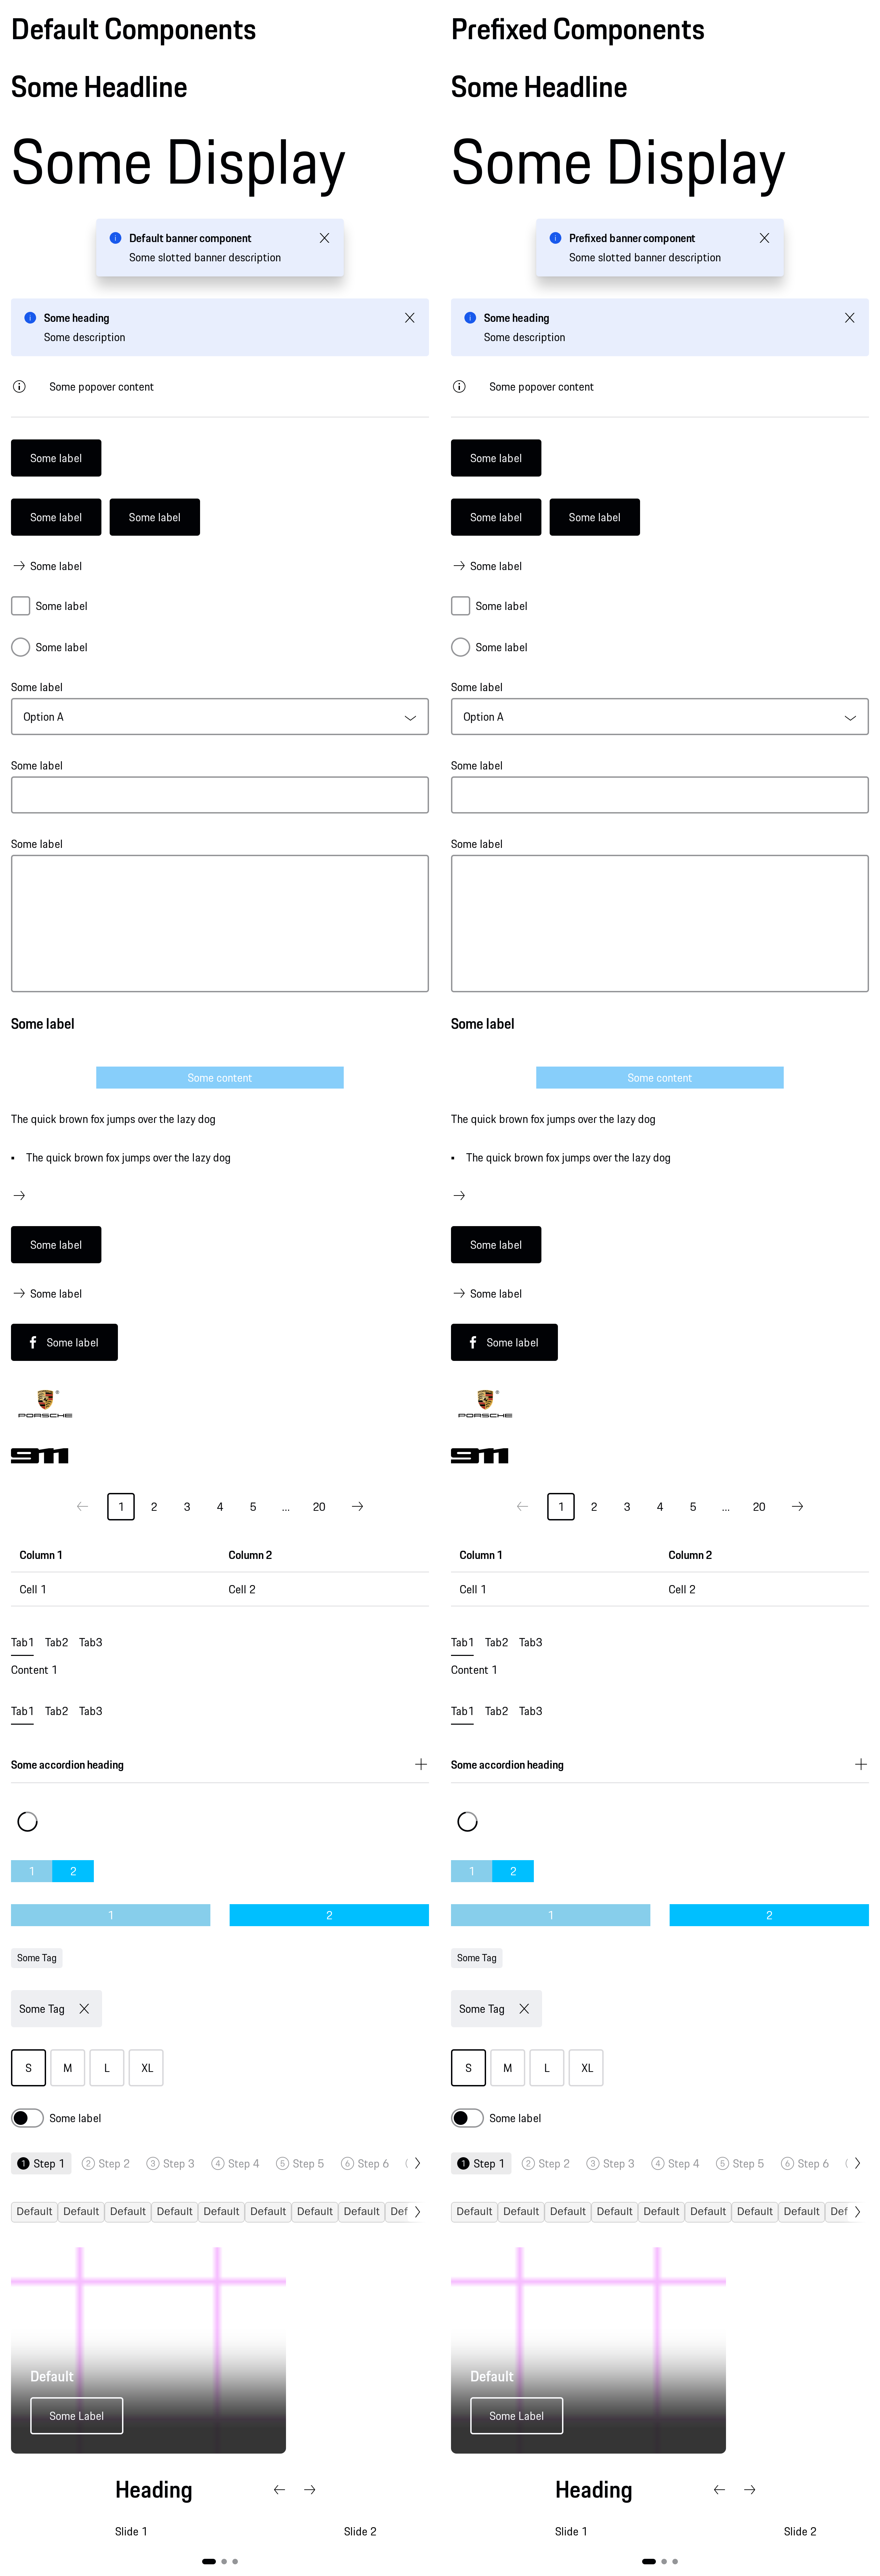 Default Components
Some Headline
Some Display
Default banner component
Some slotted banner description
Some heading
Some description
Some popover content
Some label
Some label Some label
Some label
Some label
Some label
Some label
Option A
Some label
Some label
Some label
Some content
The quick brown fox jumps over the lazy dog
• The quick brown fox jumps over the lazy dog
Some label
Some label
Some label
PORSCHE
911
1 2 3 4 5 ... 20
Column 1 Column 2
Cell 1 Cell 2
Tab1 Tab2 Tab3
Content 1
Tab1 Tab2 Tab3
Some accordion heading
1 2
1 2
Some Tag
Some Tag
S M L XL
Some label
1 Step 1 2 Step 2 3 Step 3 4 Step 4 5 Step 5 6 Step 6
Default Default Default Default Default Default Default Default Def
Default
Some Label
Heading
Slide 1 Slide 2
Prefixed Components
Some Headline
Some Display
Prefixed banner component
Some slotted banner description
Some heading
Some description
Some popover content
Some label
Some label Some label
Some label
Some label
Some label
Some label
Option A
Some label
Some label
Some label
Some content
The quick brown fox jumps over the lazy dog
• The quick brown fox jumps over the lazy dog
Some label
Some label
Some label
PORSCHE
911
1 2 3 4 5 ... 20
Column 1 Column 2
Cell 1 Cell 2
Tab1 Tab2 Tab3
Content 1
Tab1 Tab2 Tab3
Some accordion heading
1 2
1 2
Some Tag
Some Tag
S M L XL
Some label
1 Step 1 2 Step 2 3 Step 3 4 Step 4 5 Step 5 6 Step 6
Default Default Default Default Default Default Default Default Def
Default
Some Label
Heading
Slide 1 Slide 2